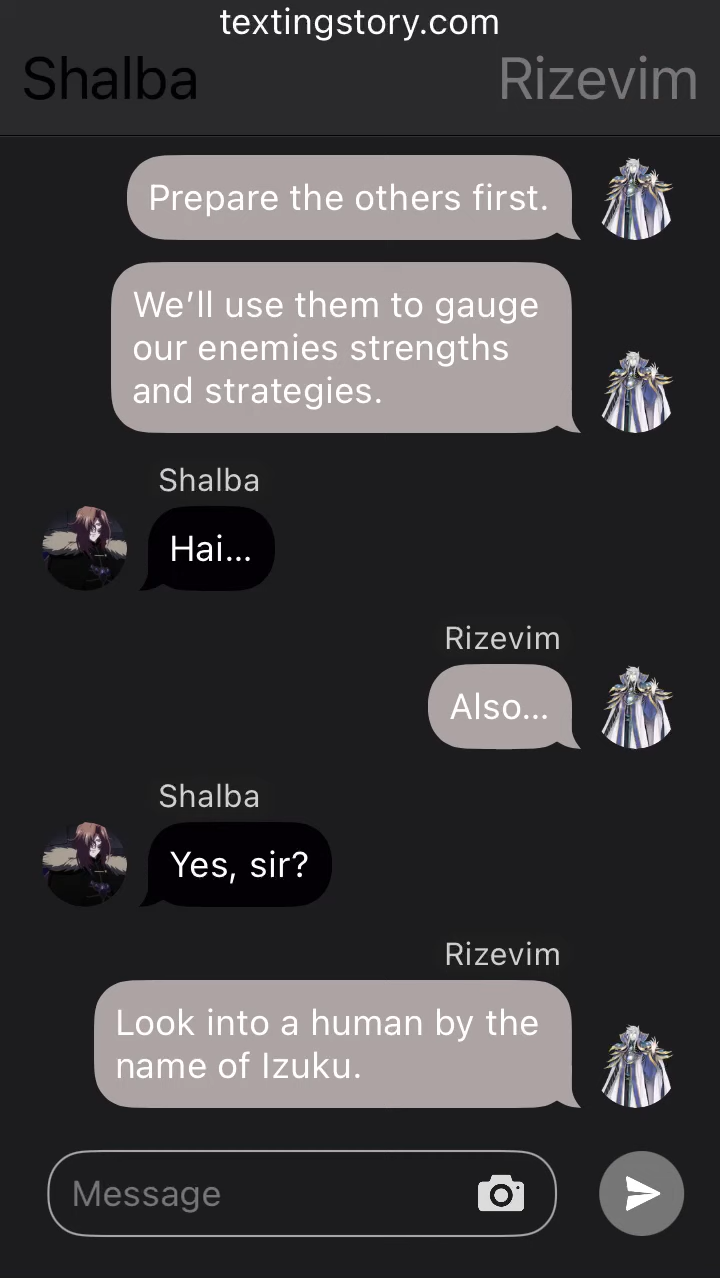 textingstory.com
Shalba
Rizevim
Prepare the others first.
We’ll use them to gauge
our enemies strengths
and strategies.
Shalba
Hai...
Rizevim
Also...
Shalba
Yes, sir?
Rizevim
Look into a human by the
name of Izuku.
Message